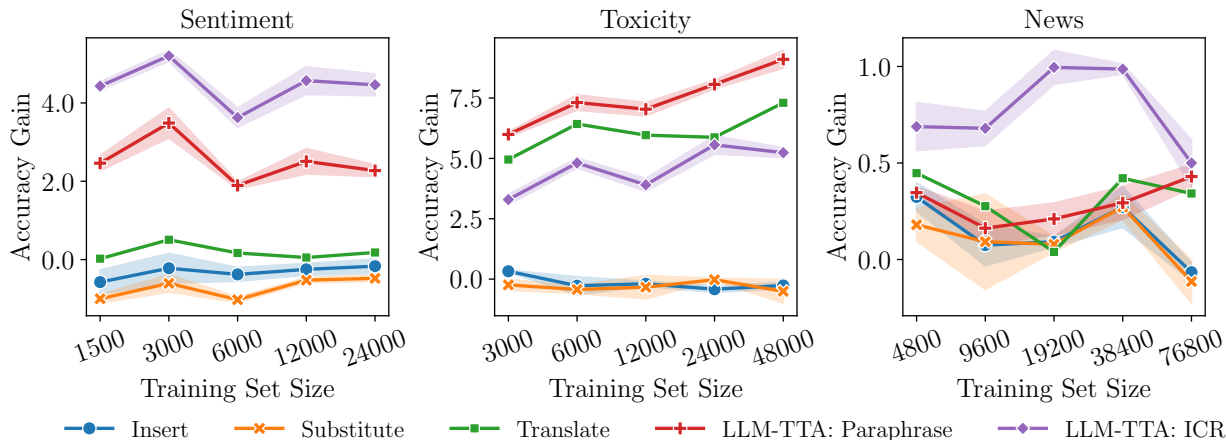 Sentiment
Accuracy Gain
4.0
2.0
0.0
1500
3000
6000
12000
24000
Training Set Size
Toxicity
Accuracy Gain
7.5
5.0
2.5
0.0
3000
6000
12000
24000
48000
Training Set Size
News
Accuracy Gain
1.0
0.5
0.0
4800
9600
19200
38400
76800
Training Set Size
Insert
Substitute
Translate
LLM-TTA: Paraphrase
LLM-TTA: ICR